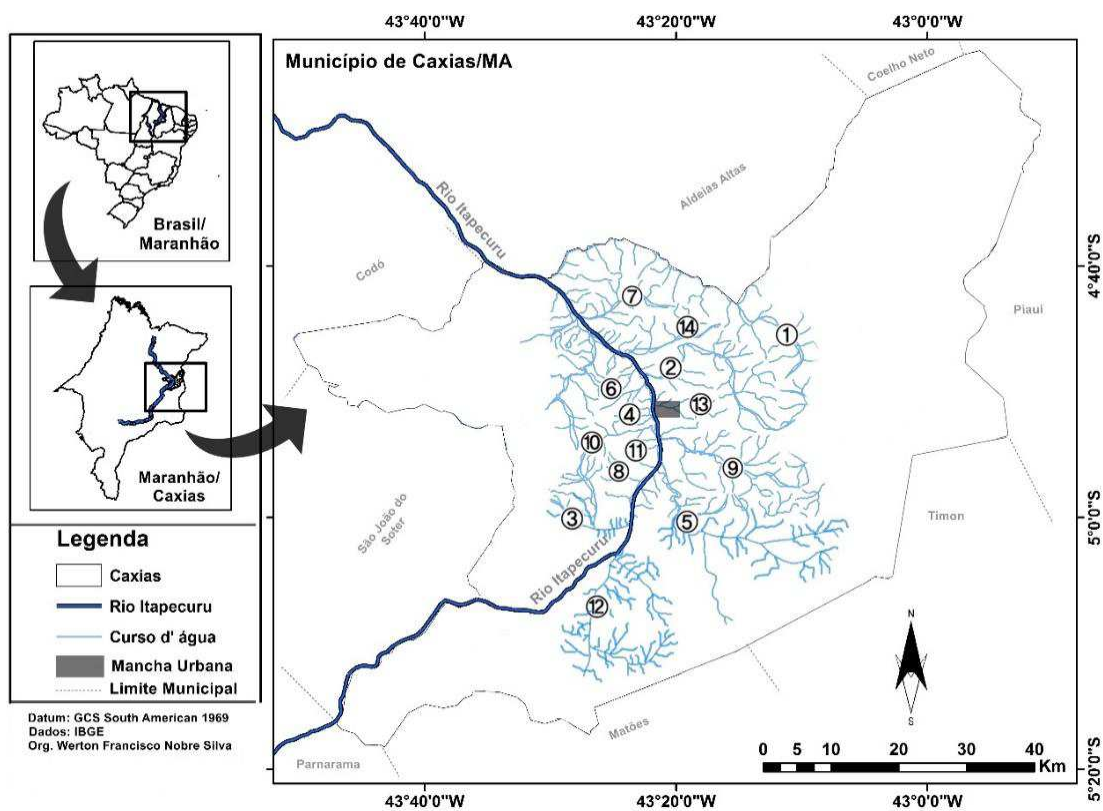 43°40'0"W
43°20'0"W
43°0'0"W
Município de Caxias/MA
Brasil/
Maranhão
Maranhão/
Caxias
Legenda
Caxias
Rio Itapecuru
Curso d' água
Mancha Urbana
Limite Municipal
Datum: GCS South American 1969
Dados: IBGE
Org. Werton Francisco Nobre Silva
Coelho Neto
Aldeias Altas
Rio Itapecuru
Codó
Piauí
São João do
Soter
Timon
Rio Itapecuru
Matões
Parnarama
7
14
1
2
6
13
4
10
11
8
9
3
5
12
4°40'0"S
5°0'0"S
5°20'0"S
N
S
0 5 10 20 30 40
Km
43°40'0"W
43°20'0"W
43°0'0"W